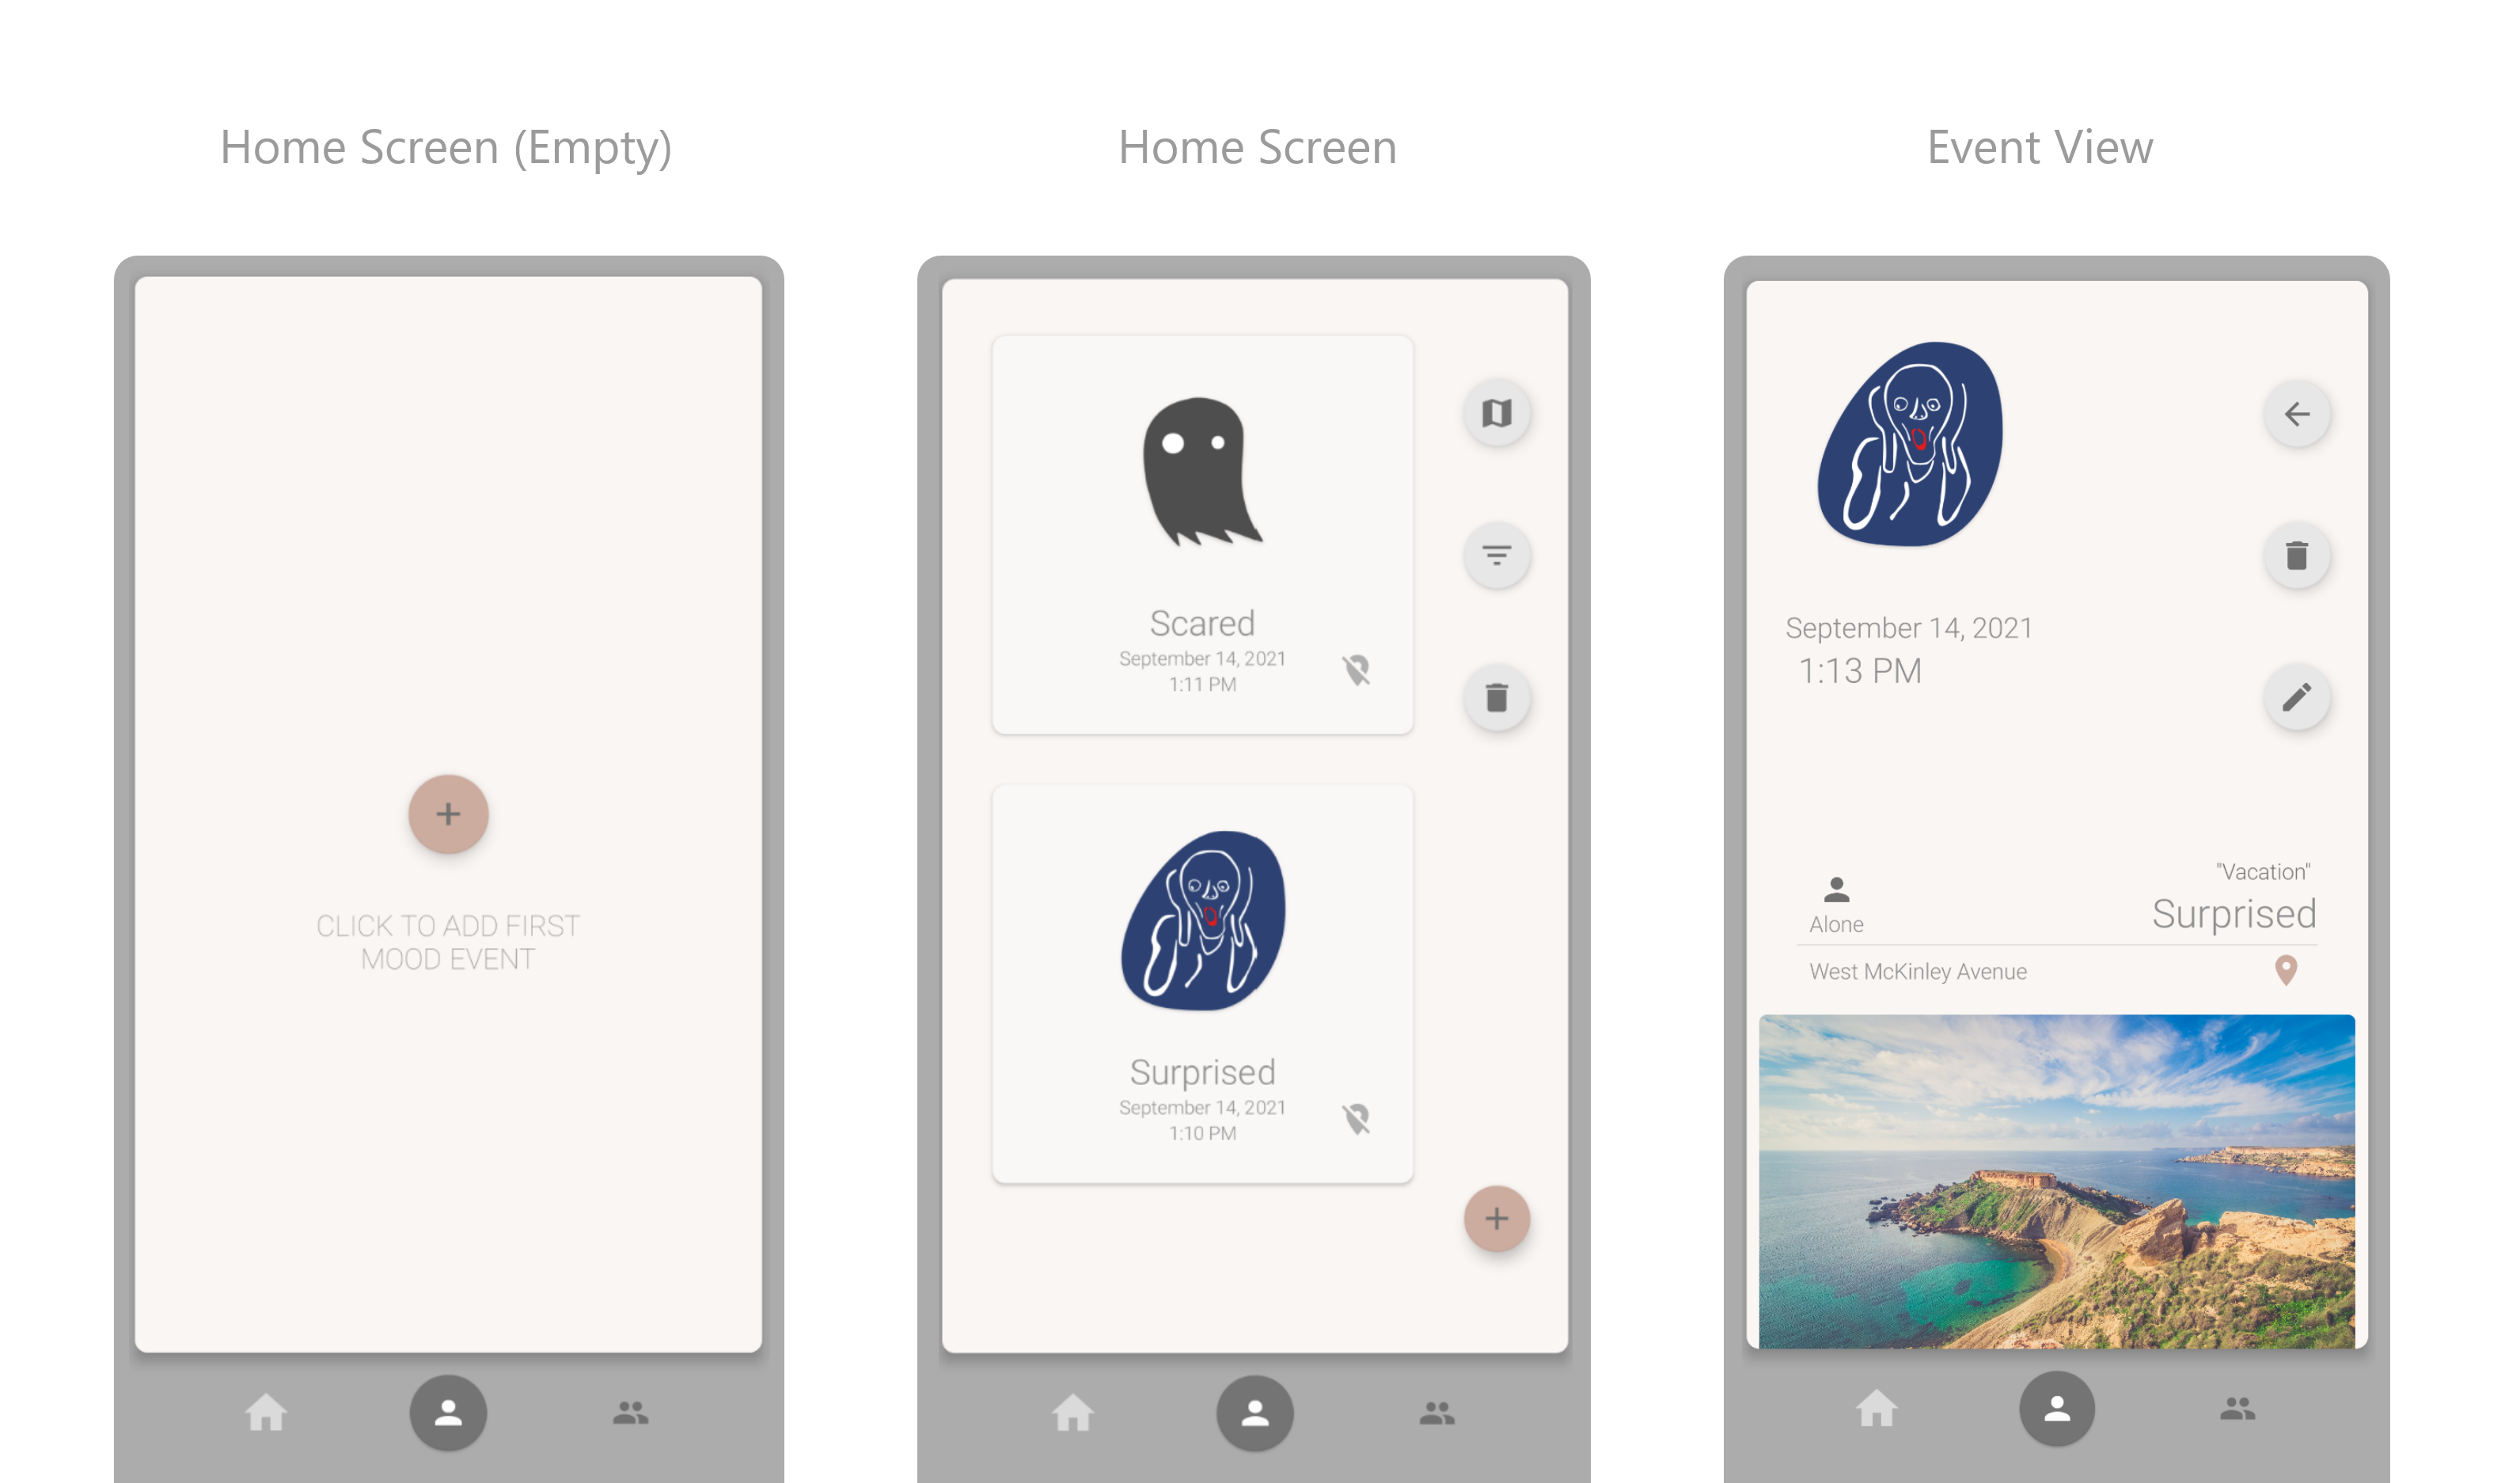 Home Screen (Empty)
Home Screen
Event View
CLICK TO ADD FIRST
MOOD EVENT
Scared
September 14, 2021
1:11 PM
Surprised
September 14, 2021
1:10 PM
September 14, 2021
1:13 PM
"Vacation"
Surprised
Alone
West McKinley Avenue